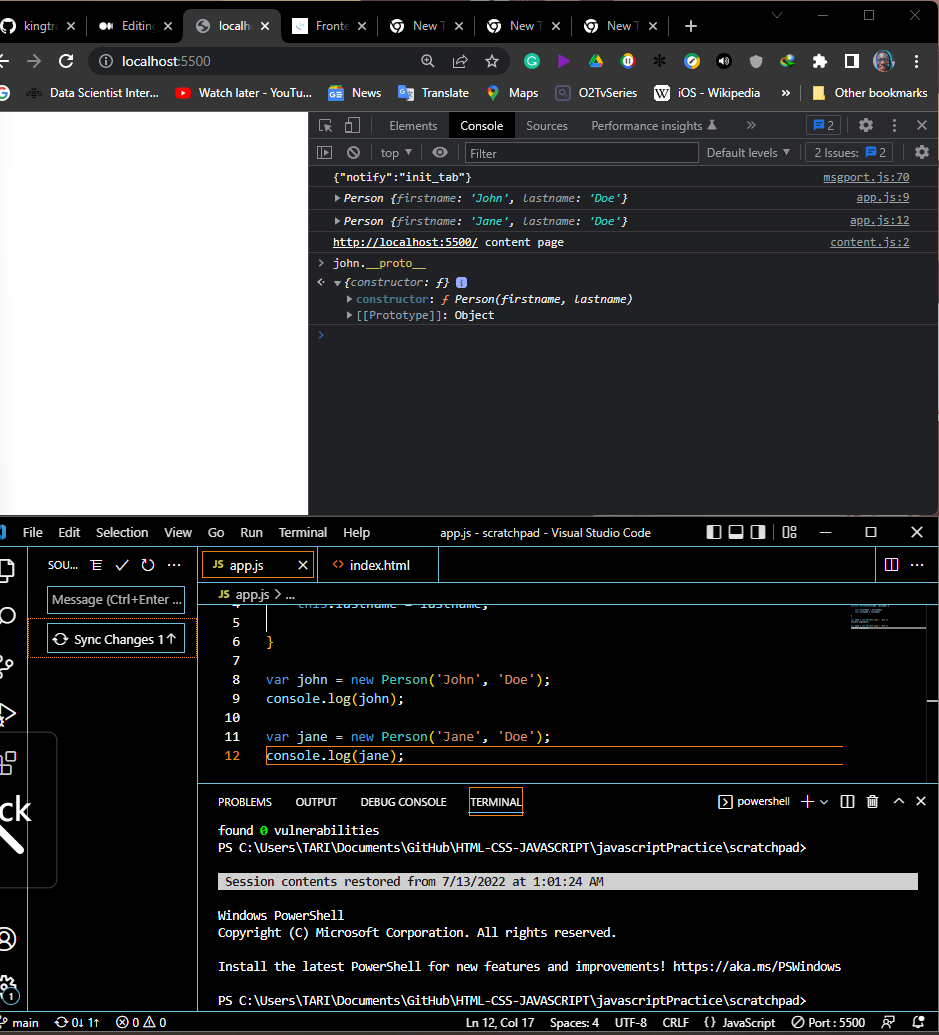 kingtr
Editing
localh
Fronte
New T
New T
New T
localhost:5500
Data Scientist Inter...
Watch later - YouTu...
News
Translate
Maps
O2TvSeries
iOS - Wikipedia
»
Other bookmarks
Elements
Console
Sources
Performance insights
»
2
top ▼
Filter
Default levels ▼
2 Issues: 2
{"notify":"init_tab"} msgport.js:70
Person {firstname: 'John', lastname: 'Doe'} app.js:9
Person {firstname: 'Jane', lastname: 'Doe'} app.js:12
http://localhost:5500/ content page content.js:2
> john.__proto__
{constructor: ƒ} i
constructor: ƒ Person(firstname, lastname)
[[Prototype]]: Object
>
File Edit Selection View Go Run Terminal Help app.js - scratchpad - Visual Studio Code
SOU...
JS app.js
<> index.html
Message (Ctrl+Enter ...
JS app.js > ...
Sync Changes 1↑
4 this.lastname = lastname;
5
6 }
7
8 var john = new Person('John', 'Doe');
9 console.log(john);
10
11 var jane = new Person('Jane', 'Doe');
12 console.log(jane);
ck
PROBLEMS OUTPUT DEBUG CONSOLE TERMINAL powershell
found 0 vulnerabilities
PS C:\Users\TARI\Documents\GitHub\HTML-CSS-JAVASCRIPT\javascriptPractice\scratchpad>
Session contents restored from 7/13/2022 at 1:01:24 AM
Windows PowerShell
Copyright (C) Microsoft Corporation. All rights reserved.
Install the latest PowerShell for new features and improvements! https://aka.ms/PSWindows
PS C:\Users\TARI\Documents\GitHub\HTML-CSS-JAVASCRIPT\javascriptPractice\scratchpad>
1
main 0↓ 1↑ 0 0 Ln 12, Col 17 Spaces: 4 UTF-8 CRLF {} JavaScript Port : 5500